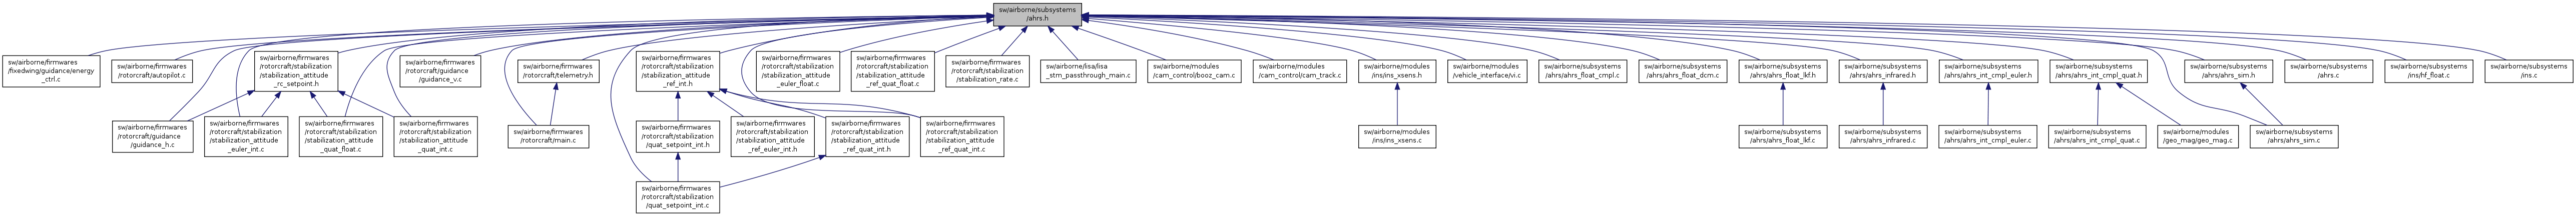 sw/airborne/subsystems
/ahrs.h
sw/airborne/firmwares
/fixedwing/guidance/energy
_ctrl.c
sw/airborne/firmwares
/rotorcraft/autopilot.c
sw/airborne/firmwares
/rotorcraft/stabilization
/stabilization_attitude
_rc_setpoint.h
sw/airborne/firmwares
/rotorcraft/guidance
/guidance_v.c
sw/airborne/firmwares
/rotorcraft/telemetry.h
sw/airborne/firmwares
/rotorcraft/stabilization
/stabilization_attitude
_ref_int.h
sw/airborne/firmwares
/rotorcraft/stabilization
/stabilization_attitude
_euler_float.c
sw/airborne/firmwares
/rotorcraft/stabilization
/stabilization_attitude
_ref_quat_float.c
sw/airborne/firmwares
/rotorcraft/stabilization
/stabilization_rate.c
sw/airborne/lisa/lisa
_stm_passthrough_main.c
sw/airborne/modules
/cam_control/booz_cam.c
sw/airborne/modules
/cam_control/cam_track.c
sw/airborne/modules
/ins/ins_xsens.h
sw/airborne/modules
/vehicle_interface/vi.c
sw/airborne/subsystems
/ahrs/ahrs_float_cmpl.c
sw/airborne/subsystems
/ahrs/ahrs_float_dcm.c
sw/airborne/subsystems
/ahrs/ahrs_float_lkf.h
sw/airborne/subsystems
/ahrs/ahrs_infrared.h
sw/airborne/subsystems
/ahrs/ahrs_int_cmpl_euler.h
sw/airborne/subsystems
/ahrs/ahrs_int_cmpl_quat.h
sw/airborne/subsystems
/ahrs/ahrs_sim.h
sw/airborne/subsystems
/ahrs.c
sw/airborne/subsystems
/ins/hf_float.c
sw/airborne/subsystems
/ins.c
sw/airborne/firmwares
/rotorcraft/guidance
/guidance_h.c
sw/airborne/firmwares
/rotorcraft/stabilization
/stabilization_attitude
_euler_int.c
sw/airborne/firmwares
/rotorcraft/stabilization
/stabilization_attitude
_quat_float.c
sw/airborne/firmwares
/rotorcraft/stabilization
/stabilization_attitude
_quat_int.c
sw/airborne/firmwares
/rotorcraft/main.c
sw/airborne/firmwares
/rotorcraft/stabilization
/quat_setpoint_int.h
sw/airborne/firmwares
/rotorcraft/stabilization
/stabilization_attitude
_ref_euler_int.h
sw/airborne/firmwares
/rotorcraft/stabilization
/stabilization_attitude
_ref_quat_int.h
sw/airborne/firmwares
/rotorcraft/stabilization
/stabilization_attitude
_ref_quat_int.c
sw/airborne/modules
/ins/ins_xsens.c
sw/airborne/subsystems
/ahrs/ahrs_float_lkf.c
sw/airborne/subsystems
/ahrs/ahrs_infrared.c
sw/airborne/subsystems
/ahrs/ahrs_int_cmpl_euler.c
sw/airborne/subsystems
/ahrs/ahrs_int_cmpl_quat.c
sw/airborne/modules
/geo_mag/geo_mag.c
sw/airborne/subsystems
/ahrs/ahrs_sim.c
sw/airborne/firmwares
/rotorcraft/stabilization
/quat_setpoint_int.c